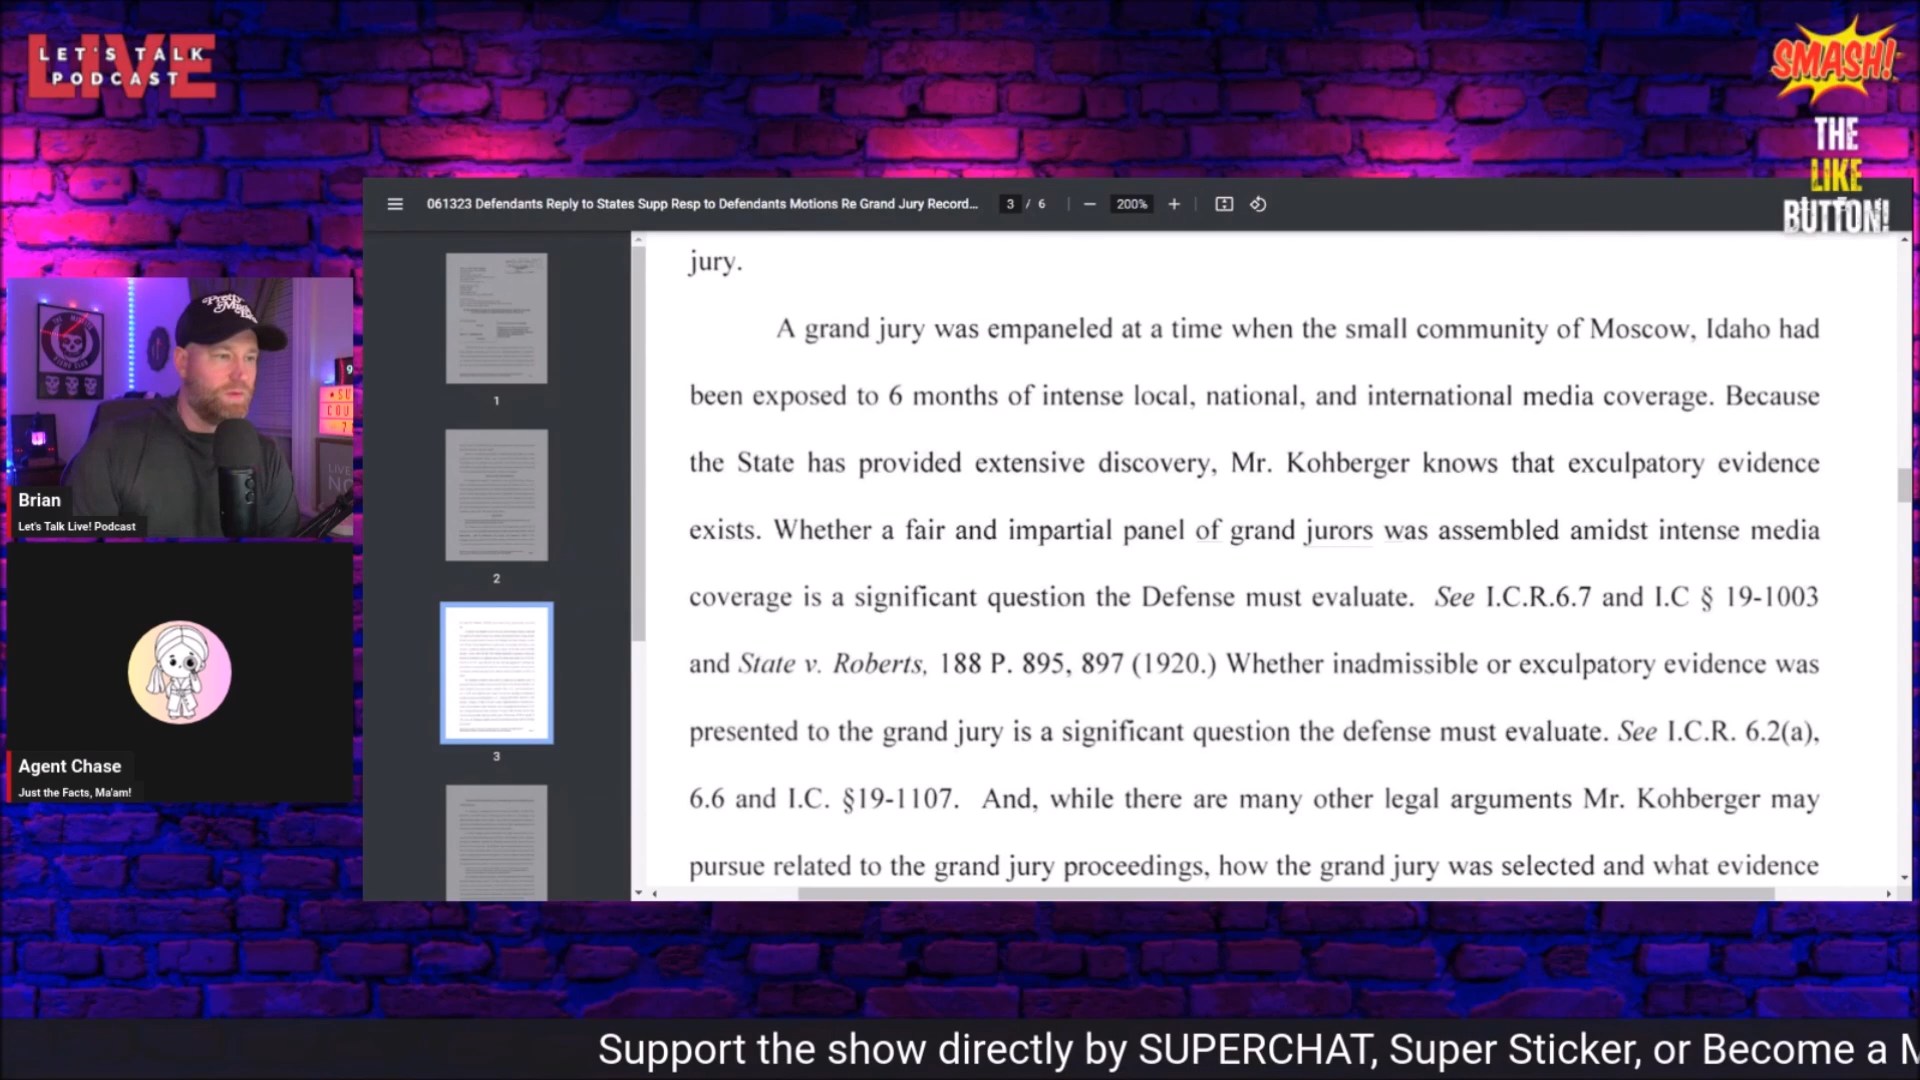 LET'S TALK
PODCAST
LIVE
SMASH!
THE
LIKE
BUTTON!
061323 Defendants Reply to States Supp Resp to Defendants Motions Re Grand Jury Record...
3 / 6
200%
jury.
A grand jury was empaneled at a time when the small community of Moscow, Idaho had
been exposed to 6 months of intense local, national, and international media coverage. Because
the State has provided extensive discovery, Mr. Kohberger knows that exculpatory evidence
exists. Whether a fair and impartial panel of grand jurors was assembled amidst intense media
coverage is a significant question the Defense must evaluate. See I.C.R.6.7 and I.C § 19-1003
and State v. Roberts, 188 P. 895, 897 (1920.) Whether inadmissible or exculpatory evidence was
presented to the grand jury is a significant question the defense must evaluate. See I.C.R. 6.2(a),
6.6 and I.C. §19-1107. And, while there are many other legal arguments Mr. Kohberger may
pursue related to the grand jury proceedings, how the grand jury was selected and what evidence
1
2
3
Brian
Let's Talk Live! Podcast
Agent Chase
Just the Facts, Ma'am!
Support the show directly by SUPERCHAT, Super Sticker, or Become a M